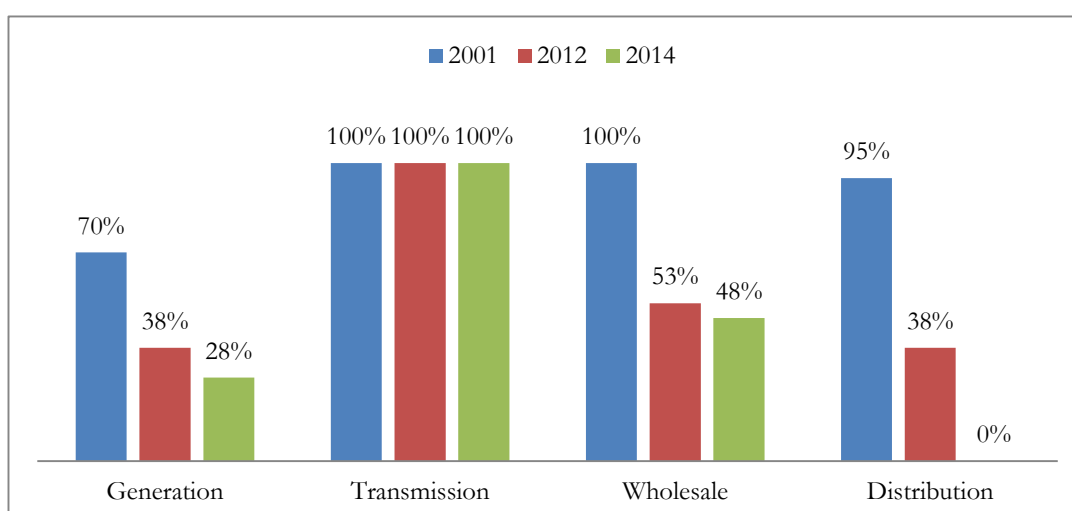 2001 2012 2014
100% 100% 100% 100%
95%
70%
53%
48%
38% 38%
28%
0%
Generation Transmission Wholesale Distribution